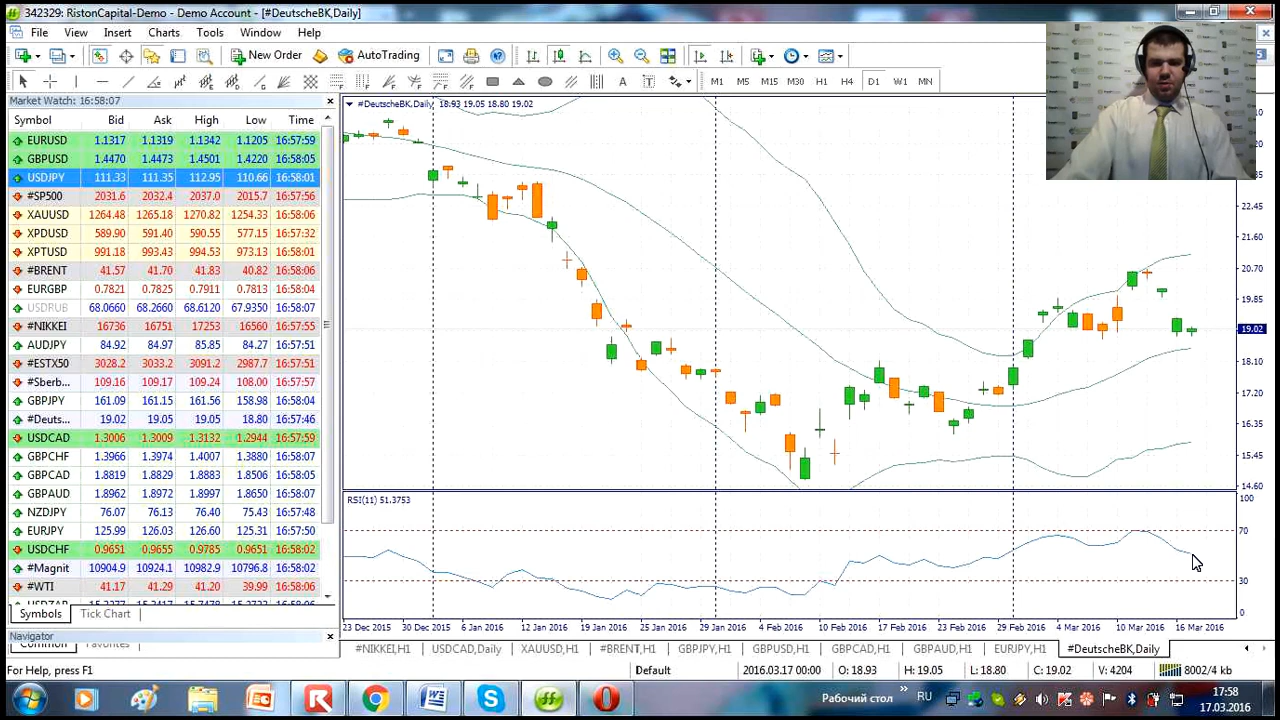 342329: RistonCapital-Demo - Demo Account - [#DeutscheBK,Daily]
File View Insert Charts Tools Window Help
New Order AutoTrading
A T M1 M5 M15 M30 H1 H4 D1 W1 MN
Market Watch: 16:58:07
Symbol Bid Ask High Low Time
EURUSD 1.1317 1.1319 1.1342 1.1205 16:57:59
GBPUSD 1.4470 1.4473 1.4501 1.4220 16:58:05
USDJPY 111.33 111.35 112.95 110.66 16:58:01
#SP500 2031.6 2032.4 2037.0 2015.7 16:57:56
XAUUSD 1264.48 1265.18 1270.82 1254.33 16:58:06
XPDUSD 589.90 591.40 590.55 577.15 16:57:32
XPTUSD 991.18 993.43 994.53 973.10 16:58:01
#BRENT 41.57 41.70 41.83 40.82 16:58:06
EURGBP 0.7821 0.7825 0.7911 0.7813 16:58:04
USDRUB 68.0660 68.2660 68.6120 67.9350 16:58:07
#NIKKEI 16736 16751 17253 16560 16:57:55
AUDJPY 84.92 84.97 85.85 84.27 16:57:51
#ESTX50 3028.2 3033.2 3091.2 2987.7 16:57:51
#Sberb... 109.16 109.17 109.24 108.00 16:57:57
GBPJPY 161.09 161.15 161.56 158.98 16:58:04
#Deuts... 19.02 19.05 19.05 18.80 16:57:46
USDCAD 1.3006 1.3009 1.3132 1.2944 16:57:59
GBPCHF 1.3966 1.3974 1.4007 1.3880 16:58:07
GBPCAD 1.8819 1.8829 1.8883 1.8506 16:58:07
GBPAUD 1.8962 1.8972 1.8997 1.8650 16:58:07
NZDJPY 76.07 76.13 76.40 75.43 16:57:48
EURJPY 125.99 126.03 126.60 125.31 16:57:50
USDCHF 0.9651 0.9655 0.9785 0.9651 16:58:02
#Magnit 10904.9 10924.1 10982.9 10796.8 16:58:02
#WTI 41.17 41.29 41.20 39.99 16:58:06
Symbols Tick Chart
Navigator
Common Favorites
#DeutscheBK,Daily 18.93 19.05 18.80 19.02
22.45
21.60
20.70
19.85
19.02
18.10
17.20
16.35
15.45
14.60
RSI(11) 51.3753
100
70
30
0
23 Dec 2015 30 Dec 2015 6 Jan 2016 12 Jan 2016 19 Jan 2016 25 Jan 2016 29 Jan 2016 4 Feb 2016 10 Feb 2016 17 Feb 2016 23 Feb 2016 29 Feb 2016 4 Mar 2016 10 Mar 2016 16 Mar 2016
#NIKKEI,H1 USDCAD,Daily XAUUSD,H1 #BRENT,H1 GBPJPY,H1 GBPUSD,H1 GBPCAD,H1 GBPAUD,H1 EURJPY,H1 #DeutscheBK,Daily
For Help, press F1 Default 2016.03.17 00:00 O: 18.93 H: 19.05 L: 18.80 C: 19.02 V: 4204 8002/4 kb
Рабочий стол » RU 17:58
17.03.2016